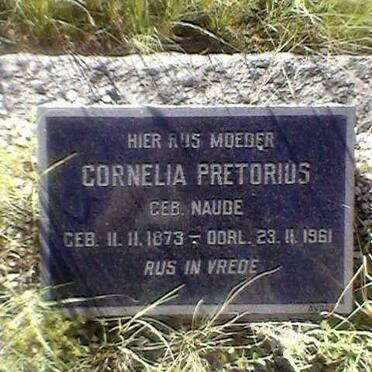 HIER RUS MOEDER
CORNELIA PRETORIUS
GEB. NAUDE
GEB. 11.11.1873 - OORL. 23.11.1961
RUS IN VREDE